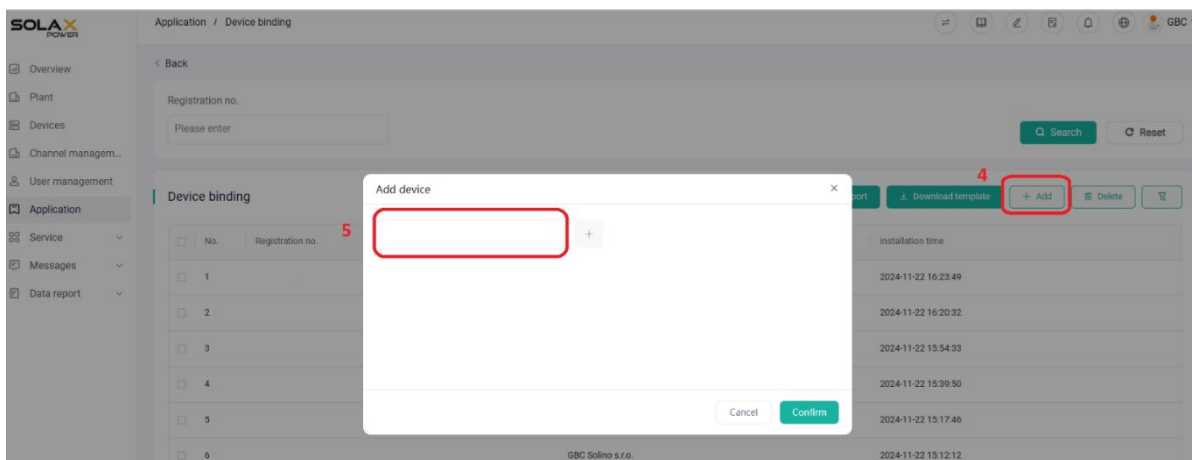 SOLAX
POWER
Application / Device binding
GBC
Overview
Plant
Devices
Channel managem...
User management
Application
Service
Messages
Data report
< Back
Registration no.
Please enter
Search
Reset
Device binding
port
Download template
4
+ Add
Delete
No.
Registration no.
Installation time
1
2024-11-22 16:23:49
2
2024-11-22 16:20:32
3
2024-11-22 15:54:33
4
2024-11-22 15:39:50
5
2024-11-22 15:17:46
6
GBC Solino s.r.o.
2024-11-22 15:12:12
Add device
×
5
+
Cancel
Confirm